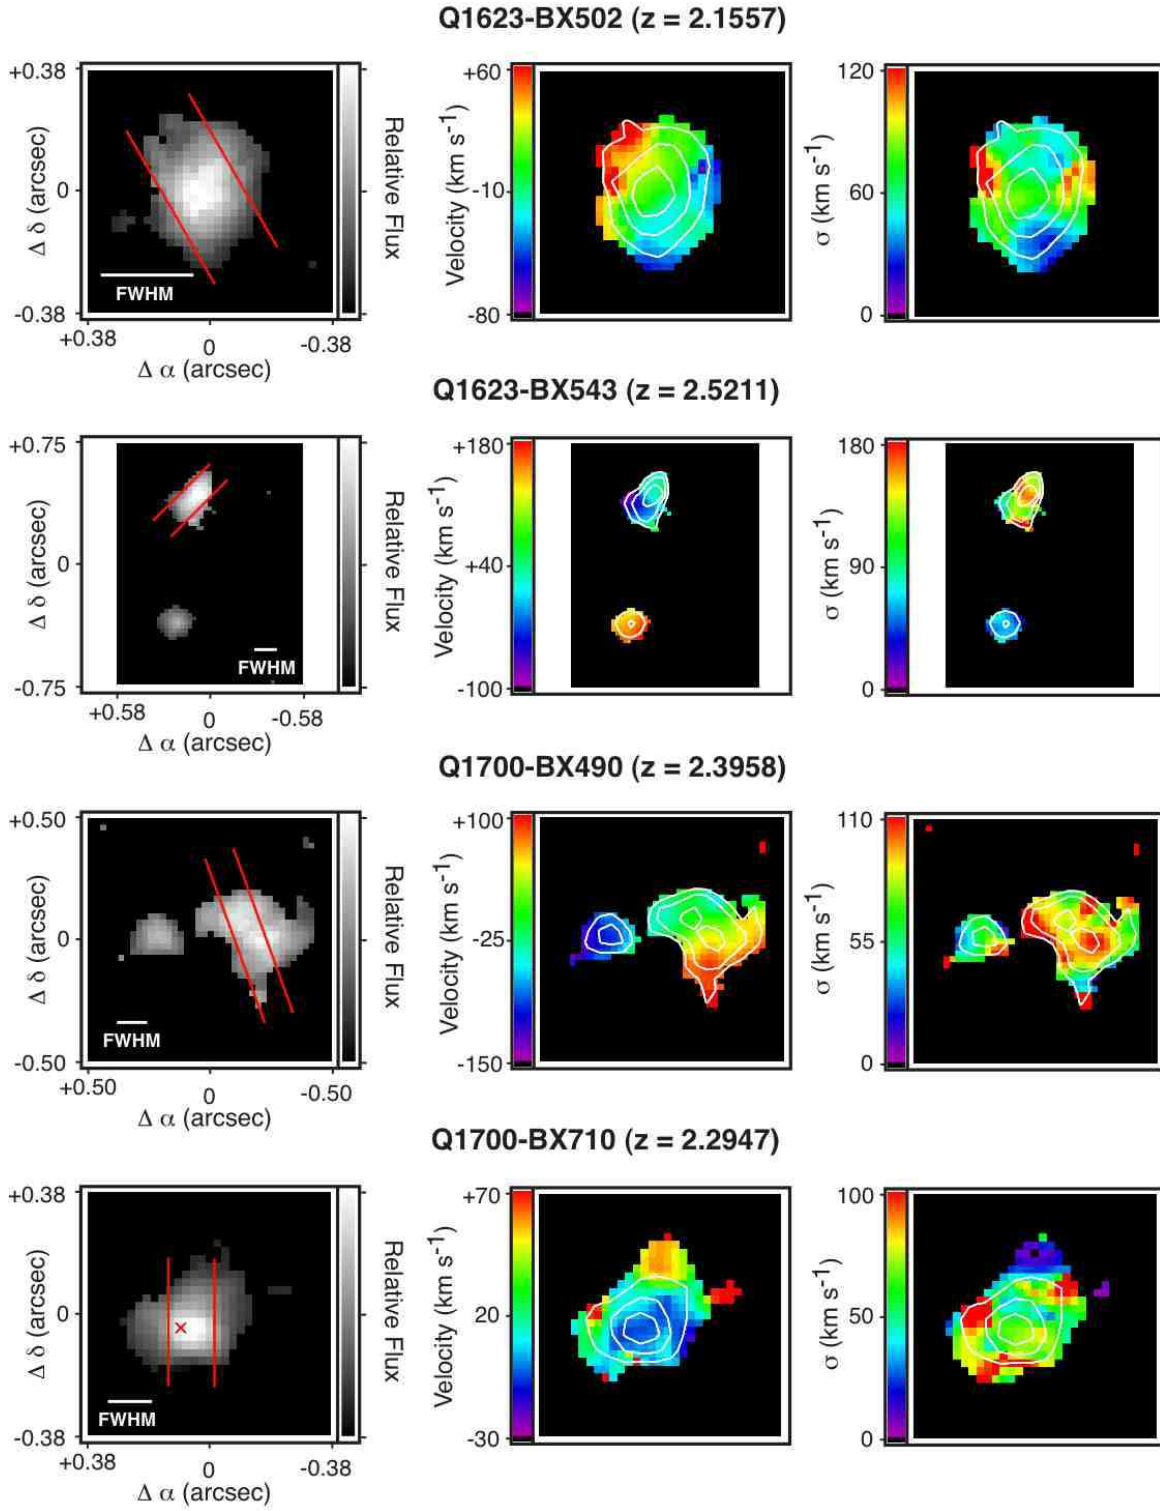 Q1623-BX502 (z = 2.1557)
+0.38
0
-0.38
Δ δ (arcsec)
FWHM
+0.38
0
-0.38
Δ α (arcsec)
Relative Flux
+60
-10
-80
Velocity (km s-1)
120
60
0
σ (km s-1)
Q1623-BX543 (z = 2.5211)
+0.75
0
-0.75
Δ δ (arcsec)
FWHM
+0.58
0
-0.58
Δ α (arcsec)
Relative Flux
+180
+40
-100
Velocity (km s-1)
180
90
0
σ (km s-1)
Q1700-BX490 (z = 2.3958)
+0.50
0
-0.50
Δ δ (arcsec)
FWHM
+0.50
0
-0.50
Δ α (arcsec)
Relative Flux
+100
-25
-150
Velocity (km s-1)
110
55
0
σ (km s-1)
Q1700-BX710 (z = 2.2947)
+0.38
0
-0.38
Δ δ (arcsec)
FWHM
+0.38
0
-0.38
Δ α (arcsec)
Relative Flux
+70
20
-30
Velocity (km s-1)
100
50
0
σ (km s-1)